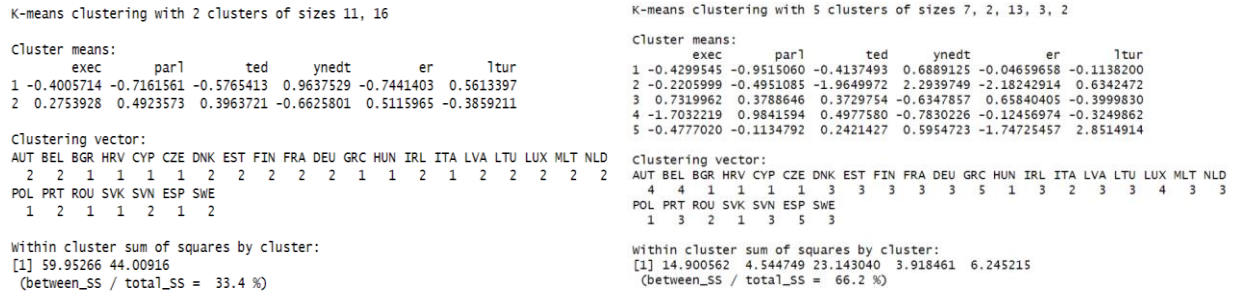 K-means clustering with 2 clusters of sizes 11, 16
Cluster means:
exec parl ted ynedt er ltur
1 -0.4005714 -0.7161561 -0.5765413 0.9637529 -0.7441403 0.5613397
2 0.2753928 0.4923573 0.3963721 -0.6625801 0.5115965 -0.3859211
Clustering vector:
AUT BEL BGR HRV CYP CZE DNK EST FIN FRA DEU GRC HUN IRL ITA LVA LTU LUX MLT NLD
2 2 1 1 1 1 2 2 2 2 2 1 1 2 1 2 2 2 2 2
POL PRT ROU SVK SVN ESP SWE
1 2 1 1 2 1 2
Within cluster sum of squares by cluster:
[1] 59.95266 44.00916
(between_SS / total_SS = 33.4 %)
K-means clustering with 5 clusters of sizes 7, 2, 13, 3, 2
Cluster means:
exec parl ted ynedt er ltur
1 -0.4299545 -0.9515060 -0.4137493 0.6889125 -0.04659658 -0.1138200
2 -0.2205999 -0.4951085 -1.9649972 2.2939749 -2.18242914 0.6342472
3 0.7319962 0.3788646 0.3729754 -0.6347857 0.65840405 -0.3999830
4 -1.7032219 0.9841594 0.4977580 -0.7830226 -0.12456974 -0.3249862
5 -0.4777020 -0.1134792 0.2421427 0.5954723 -1.74725457 2.8514914
Clustering vector:
AUT BEL BGR HRV CYP CZE DNK EST FIN FRA DEU GRC HUN IRL ITA LVA LTU LUX MLT NLD
4 4 1 1 1 1 3 3 3 3 3 5 1 3 2 3 3 4 3 3
POL PRT ROU SVK SVN ESP SWE
1 3 2 1 3 5 3
Within cluster sum of squares by cluster:
[1] 14.900562 4.544749 23.143040 3.918461 6.245215
(between_SS / total_SS = 66.2 %)